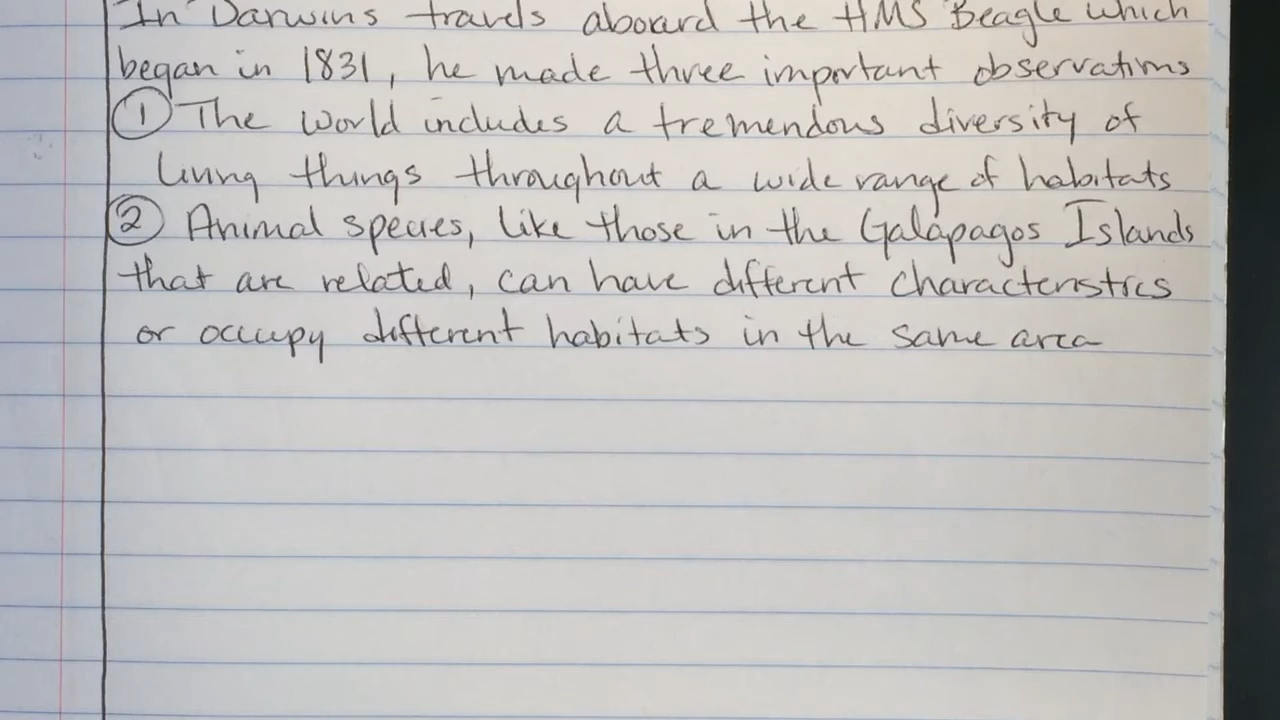 In Darwins travels aboard the HMS Beagle which
began in 1831, he made three important observations
① The world includes a tremendous diversity of
living things throughout a wide range of habitats
② Animal species, like those in the Galapagos Islands
that are related, can have different characteristics
or occupy different habitats in the same area